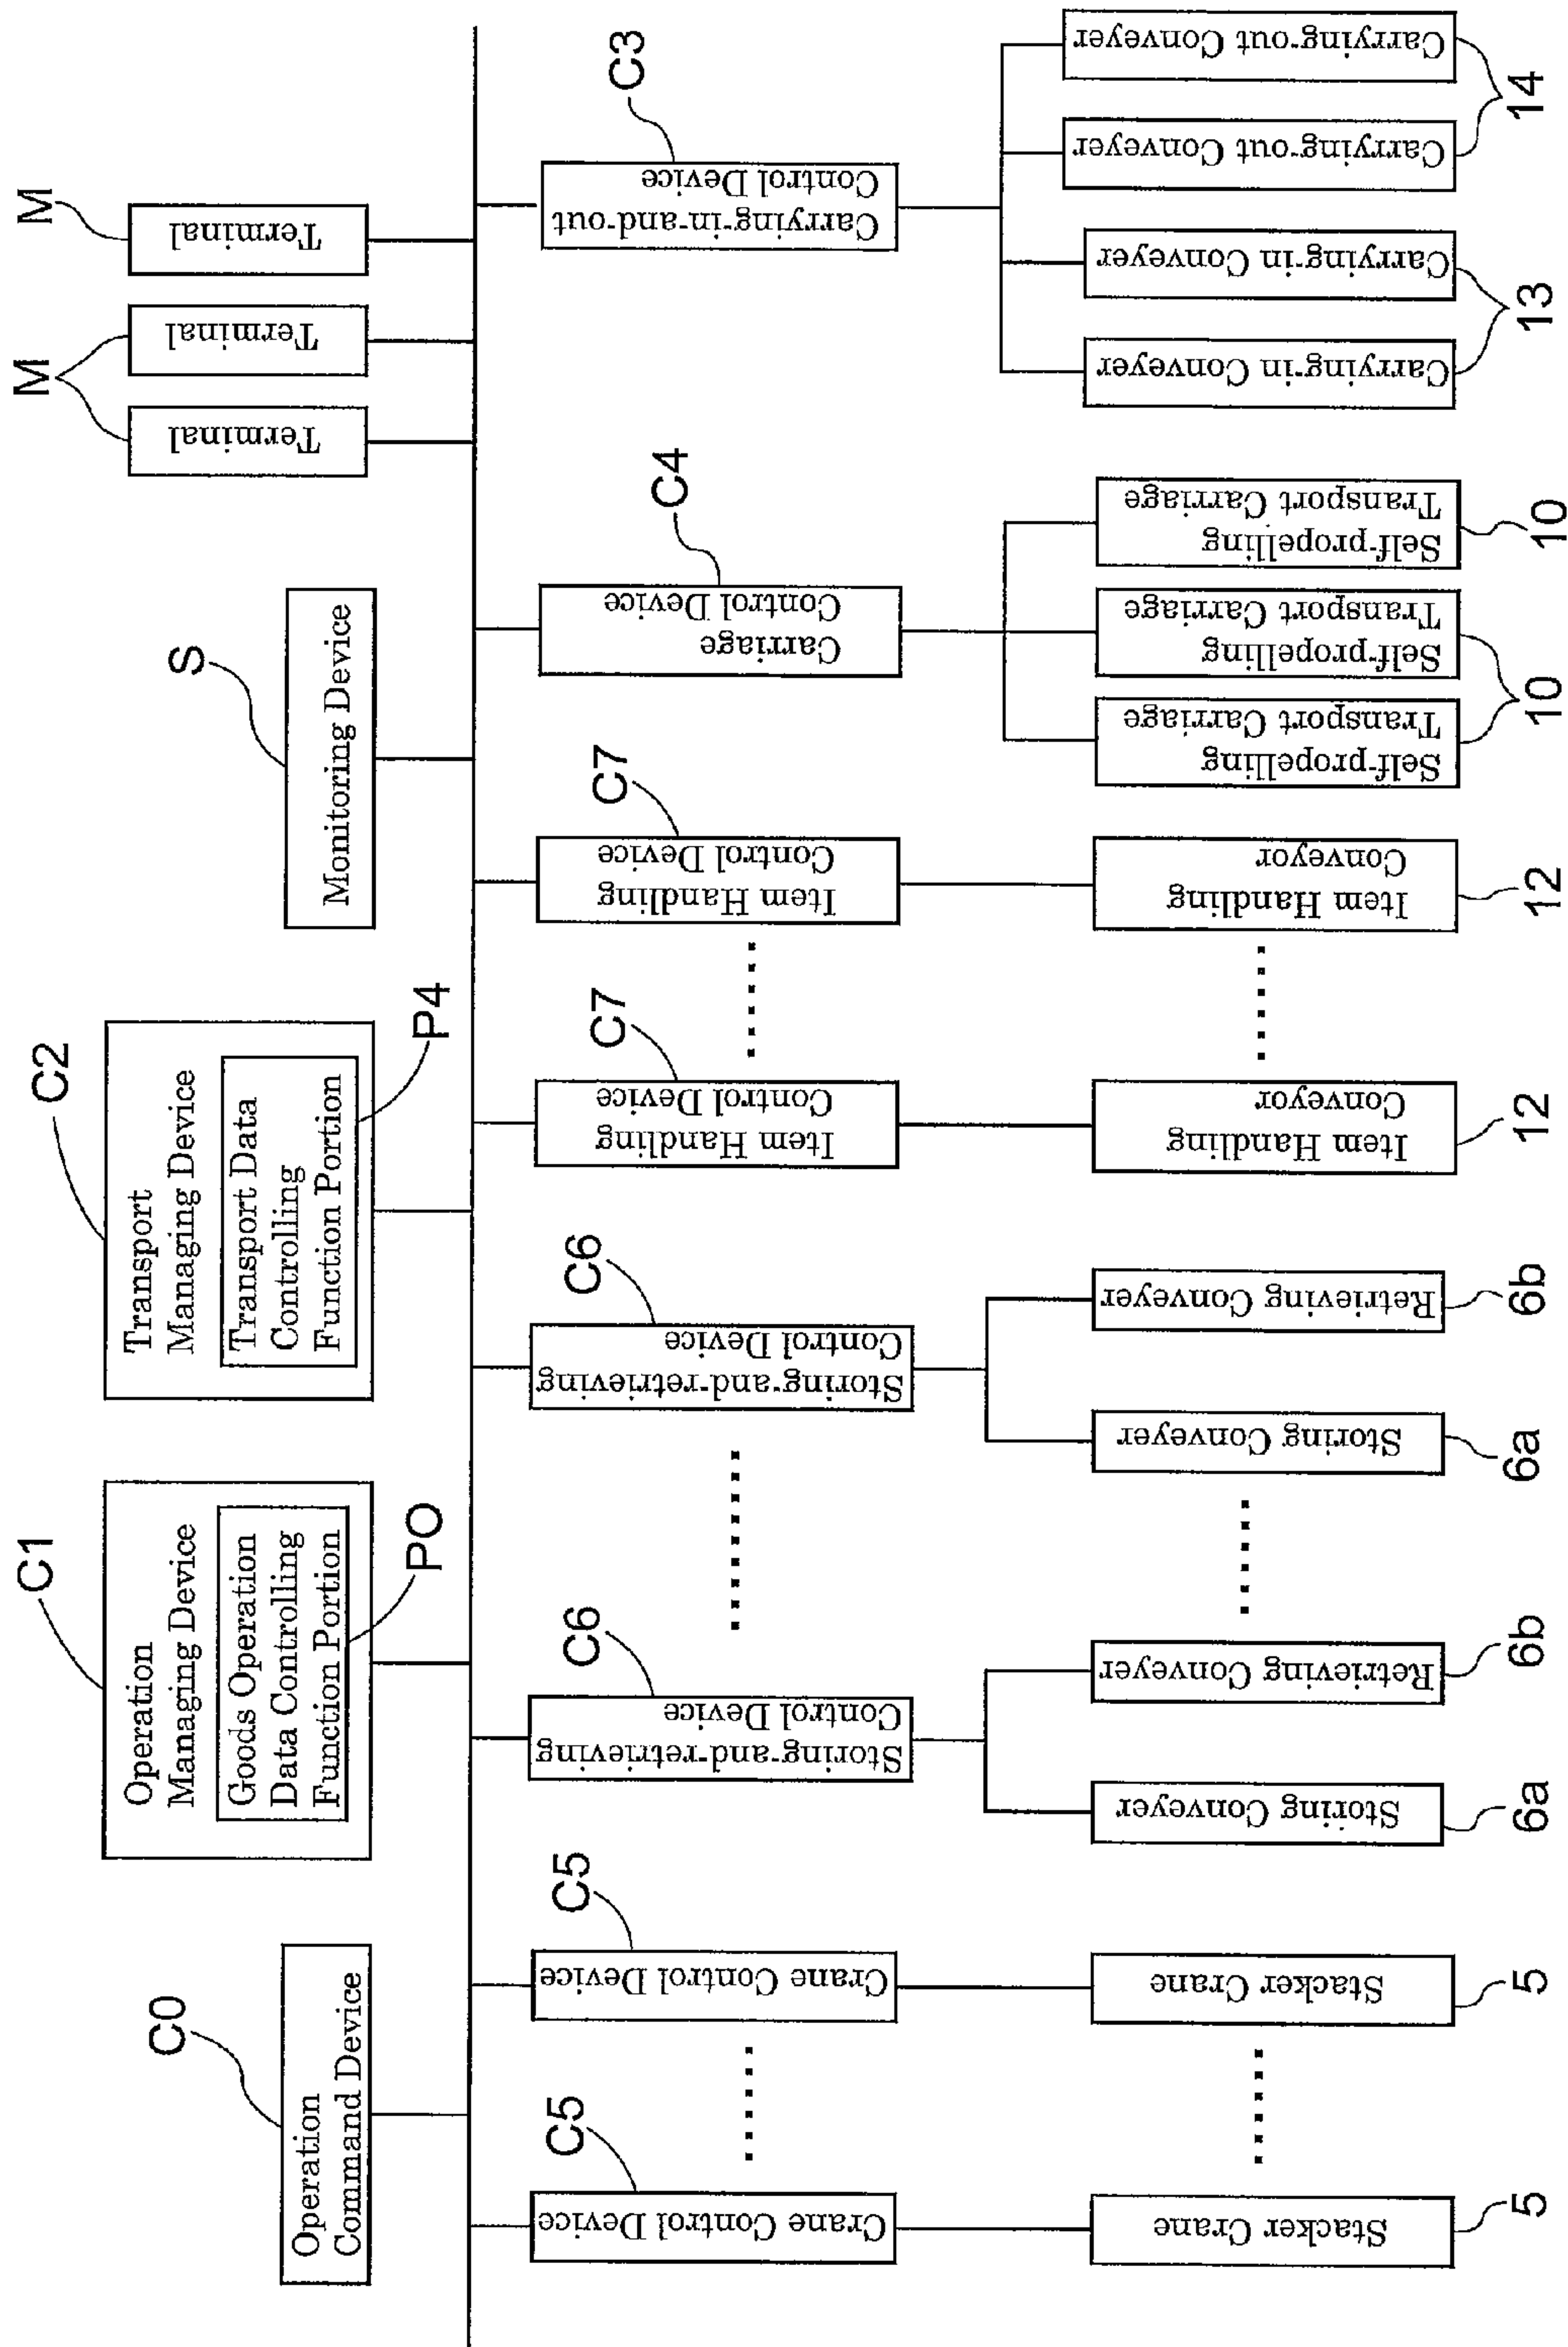 C0
Operation
Command Device
C1
Operation
Managing Device
Goods Operation
Data Controlling
Function Portion
PO
C2
Transport
Managing Device
Transport Data
Controlling
Function Portion
P4
S
Monitoring Device
M
Terminal
Terminal
M
Terminal
C5
Crane Control Device
C5
Crane Control Device
C6
Storing-and-retrieving
Control Device
C6
Storing-and-retrieving
Control Device
C7
Item Handling
Control Device
C7
Item Handling
Control Device
C4
Carriage
Control Device
C3
Carrying-in-and-out
Control Device
Stacker Crane
5
Stacker Crane
5
Storing Conveyer
6a
Retrieving Conveyer
6b
Storing Conveyer
6a
Retrieving Conveyer
6b
Item Handling
Conveyor
12
Item Handling
Conveyor
12
Self-propelling
Transport Carriage
Self-propelling
Transport Carriage
10
Self-propelling
Transport Carriage
10
Carrying-in Conveyer
Carrying-in Conveyer
13
Carrying-out Conveyer
Carrying-out Conveyer
14